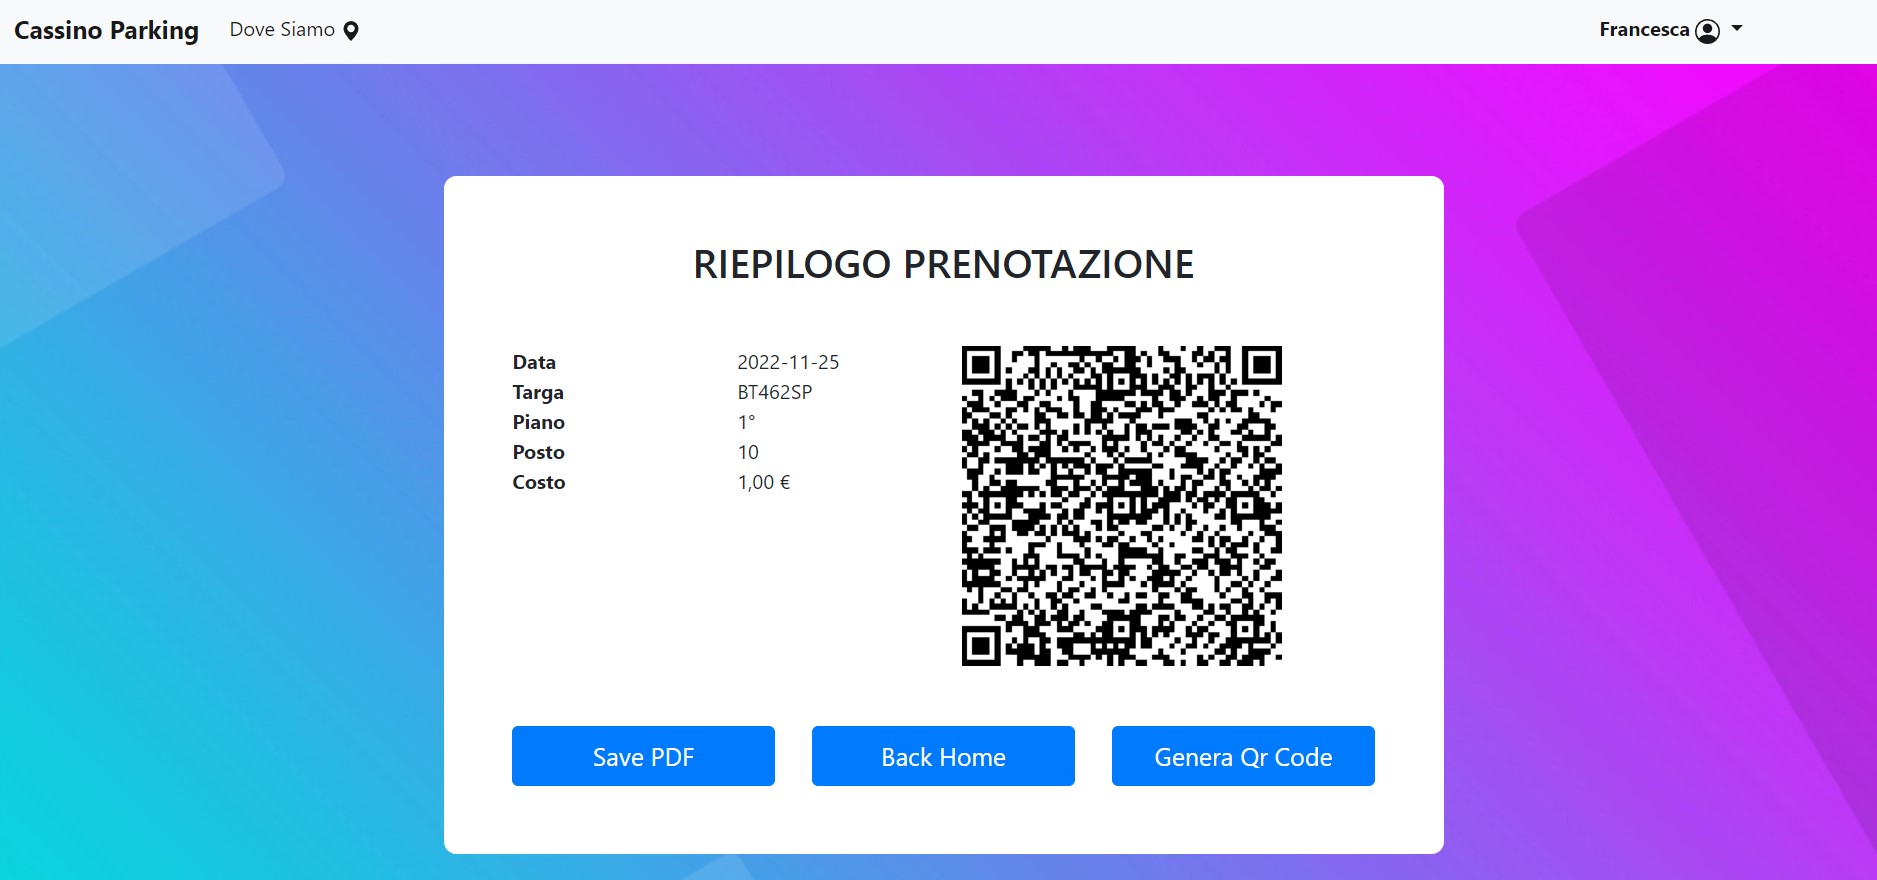 Cassino Parking Dove Siamo Francesca
RIEPILOGO PRENOTAZIONE
Data 2022-11-25
Targa BT462SP
Piano 1°
Posto 10
Costo 1,00 €
Save PDF Back Home Genera Qr Code